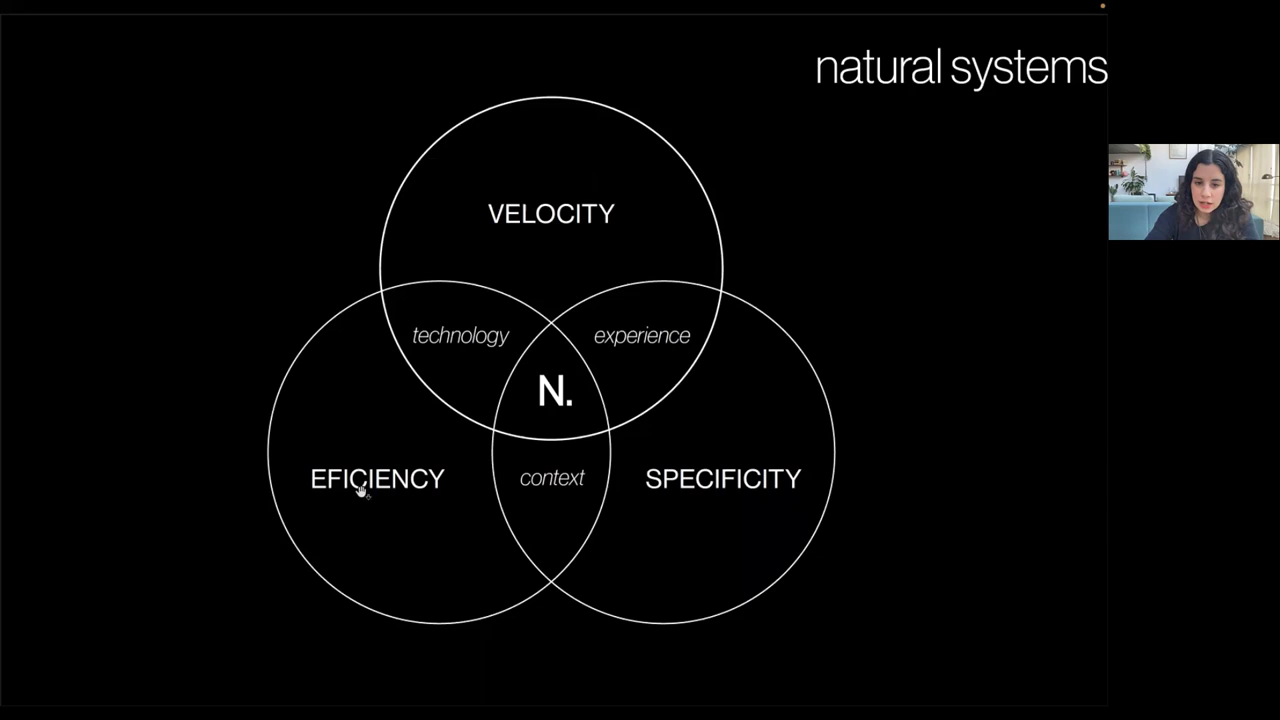 natural systems
VELOCITY
technology
experience
N.
EFICIENCY
context
SPECIFICITY